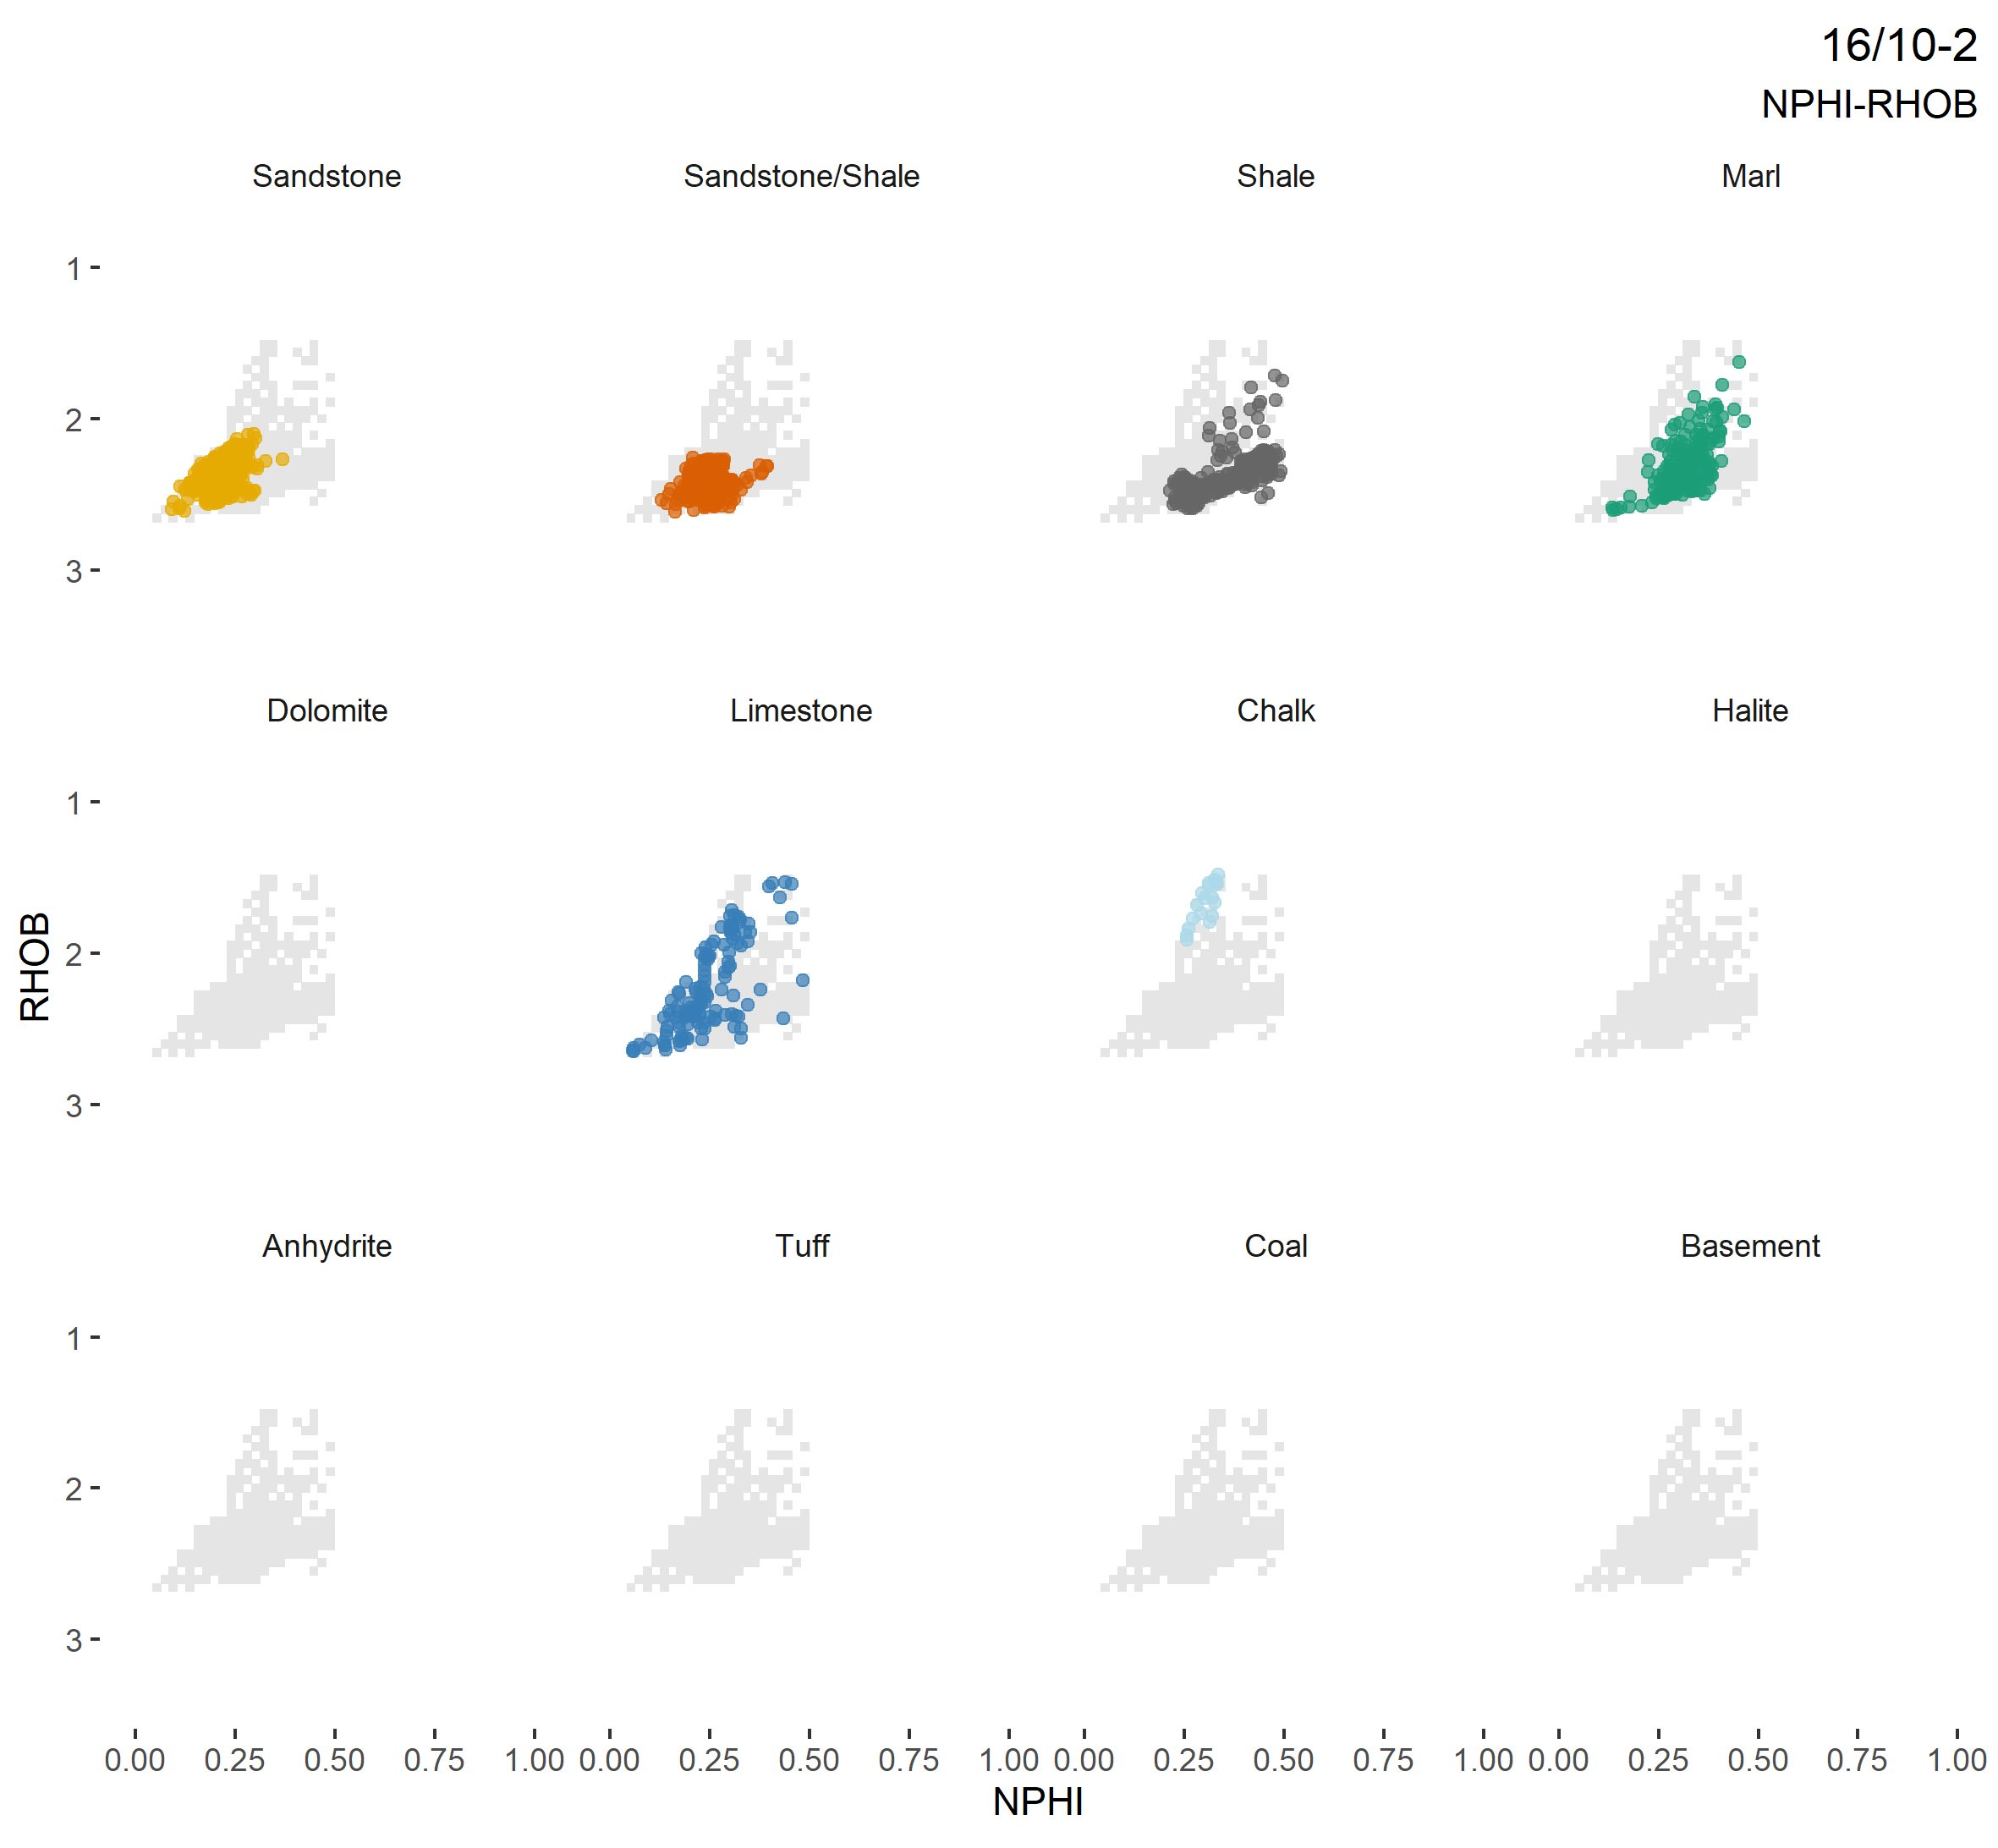 16/10-2
NPHI-RHOB
Sandstone Sandstone/Shale Shale Marl
1
2
3
Dolomite Limestone Chalk Halite
1
2
3
RHOB
Anhydrite Tuff Coal Basement
1
2
3
0.00 0.25 0.50 0.75 1.00 0.00 0.25 0.50 0.75 1.00 0.00 0.25 0.50 0.75 1.00 0.00 0.25 0.50 0.75 1.00
NPHI